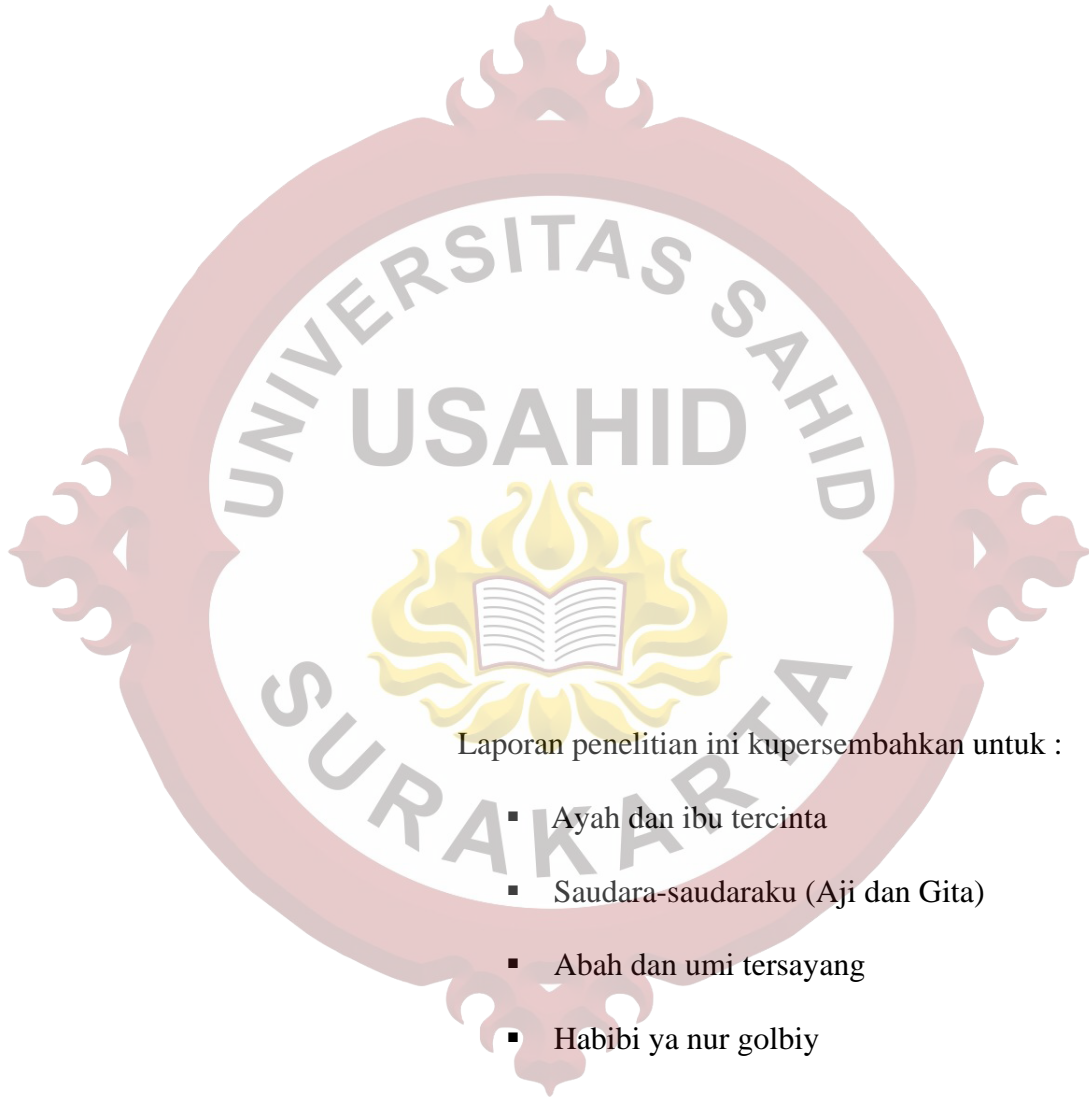 UNIVERSITAS SAHID
USAHID
SURAKARTA
Laporan penelitian ini kupersembahkan untuk :
▪ Ayah dan ibu tercinta
▪ Saudara-saudaraku (Aji dan Gita)
▪ Abah dan umi tersayang
▪ Habibi ya nur golbiy